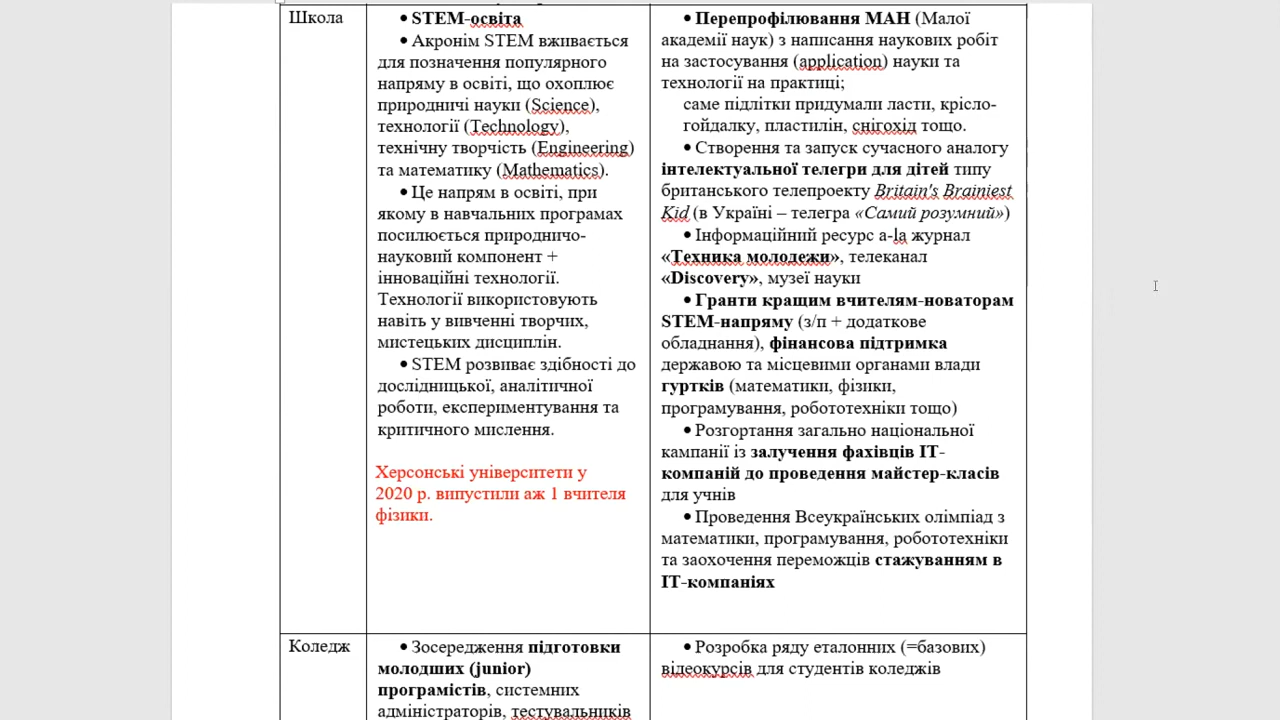 Школа
• STEM-освіта
• Акронім STEM вживається
для позначення популярного
напряму в освіті, що охоплює
природничі науки (Science),
технології (Technology),
технічну творчість (Engineering)
та математику (Mathematics).
• Це напрям в освіті, при
якому в навчальних програмах
посилюється природничо-
науковий компонент +
інноваційні технології.
Технології використовують
навіть у вивченні творчих,
мистецьких дисциплін.
• STEM розвиває здібності до
дослідницької, аналітичної
роботи, експериментування та
критичного мислення.
Херсонські університети у
2020 р. випустили аж 1 вчителя
фізики.
• Перепрофілювання МАН (Малої
академії наук) з написання наукових робіт
на застосування (application) науки та
технології на практиці;
саме підлітки придумали ласти, крісло-
гойдалку, пластилін, снігохід тощо.
• Створення та запуск сучасного аналогу
інтелектуальної телегри для дітей типу
британського телепроекту Britain's Brainiest
Kid (в Україні – телегра «Самий розумний»)
• Інформаційний ресурс a-la журнал
«Техника молодежи», телеканал
«Discovery», музеї науки
• Гранти кращим вчителям-новаторам
STEM-напряму (з/п + додаткове
обладнання), фінансова підтримка
державою та місцевими органами влади
гуртків (математики, фізики,
програмування, робототехніки тощо)
• Розгортання загально національної
кампанії із залучення фахівців ІТ-
компаній до проведення майстер-класів
для учнів
• Проведення Всеукраїнських олімпіад з
математики, програмування, робототехніки
та заохочення переможців стажуванням в
ІТ-компаніях
Коледж
• Зосередження підготовки
молодших (junior)
програмістів, системних
адміністраторів, тестувальників
• Розробка ряду еталонних (=базових)
відеокурсів для студентів коледжів